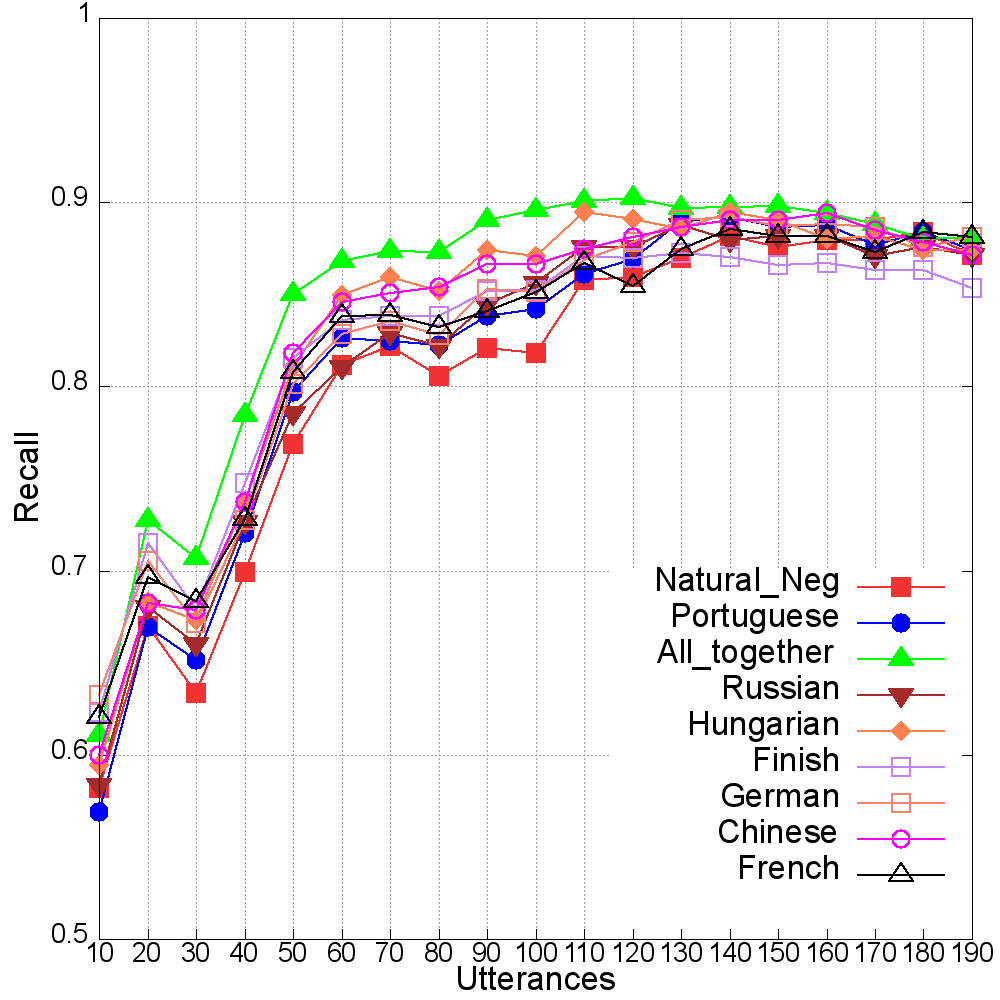 1
0.9
0.8
0.7
0.6
0.5
Recall
Natural_Neg
Portuguese
All_together
Russian
Hungarian
Finish
German
Chinese
French
10 20 30 40 50 60 70 80 90 100 110 120 130 140 150 160 170 180 190
Utterances